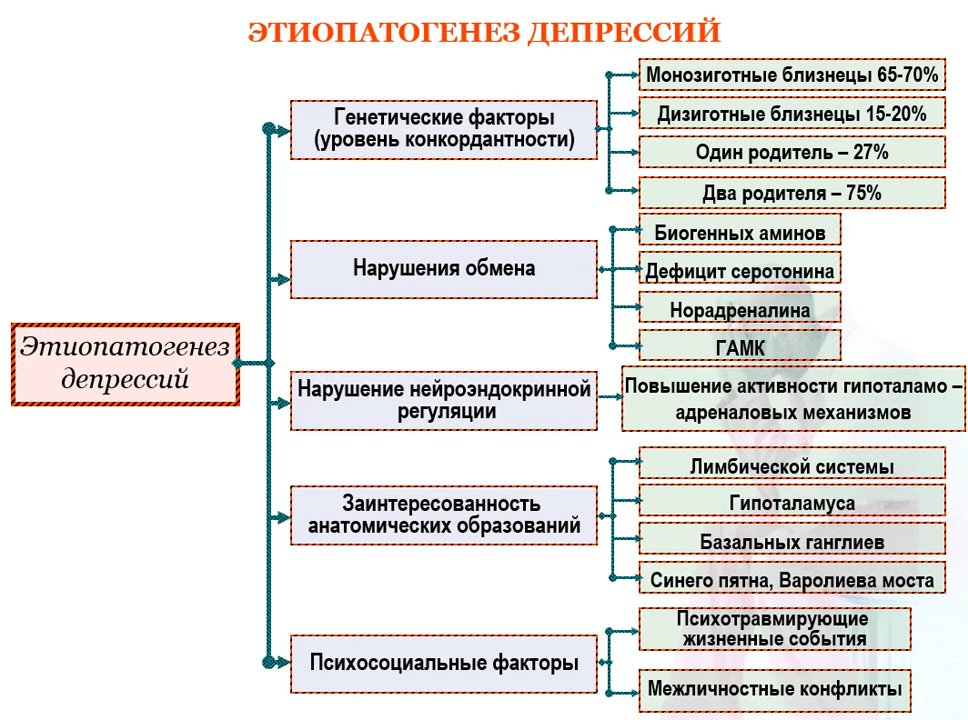 ЭТИОПАТОГЕНЕЗ ДЕПРЕССИЙ
Этиопатогенез
депрессий
Генетические факторы
(уровень конкордантности)
Монозиготные близнецы 65-70%
Дизиготные близнецы 15-20%
Один родитель – 27%
Два родителя – 75%
Нарушения обмена
Биогенных аминов
Дефицит серотонина
Норадреналина
ГАМК
Нарушение нейроэндокринной
регуляции
Повышение активности гипоталамо –
адреналовых механизмов
Заинтересованность
анатомических образований
Лимбической системы
Гипоталамуса
Базальных ганглиев
Синего пятна, Варолиева моста
Психосоциальные факторы
Психотравмирующие
жизненные события
Межличностные конфликты